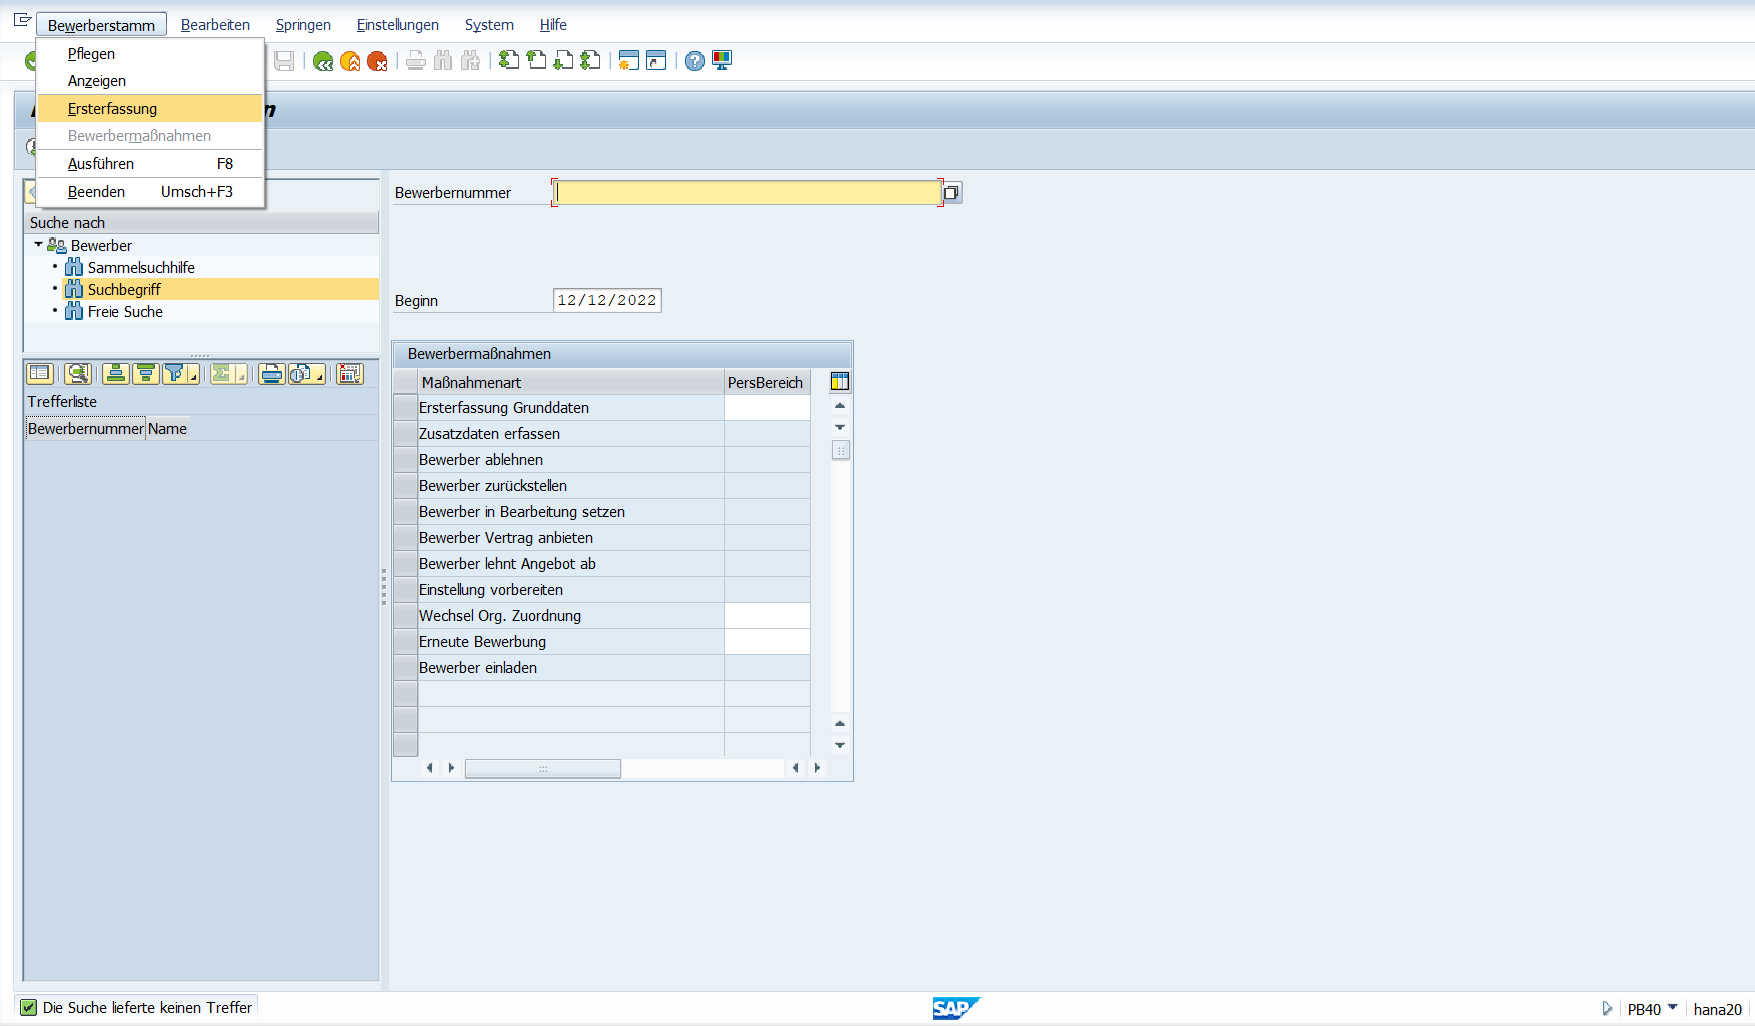 Bewerberstamm Bearbeiten Springen Einstellungen System Hilfe
Pflegen
Anzeigen
Ersterfassung
Bewerbermaßnahmen
Ausführen F8
Beenden Umsch+F3
Suche nach
Bewerber
Sammelsuchhilfe
Suchbegriff
Freie Suche
Trefferliste
Bewerbernummer Name
Bewerbernummer
Beginn 12/12/2022
Bewerbermaßnahmen
Maßnahmenart PersBereich
Ersterfassung Grunddaten
Zusatzdaten erfassen
Bewerber ablehnen
Bewerber zurückstellen
Bewerber in Bearbeitung setzen
Bewerber Vertrag anbieten
Bewerber lehnt Angebot ab
Einstellung vorbereiten
Wechsel Org. Zuordnung
Erneute Bewerbung
Bewerber einladen
Die Suche lieferte keinen Treffer
SAP
PB40 hana20